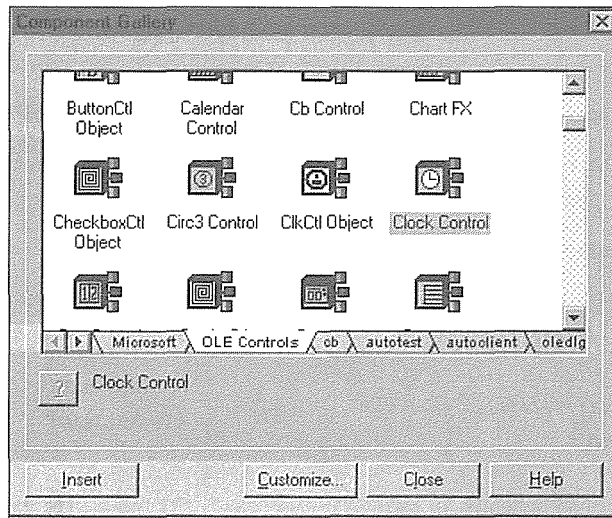 Component Gallery
ButtonCtl Object
Calendar Control
Cb Control
Chart FX
CheckboxCtl Object
Circ3 Control
ClkCtl Object
Clock Control
12
Microsoft
OLE Controls
cb
autotest
autoclient
oledlg
?
Clock Control
Insert
Customize...
Close
Help